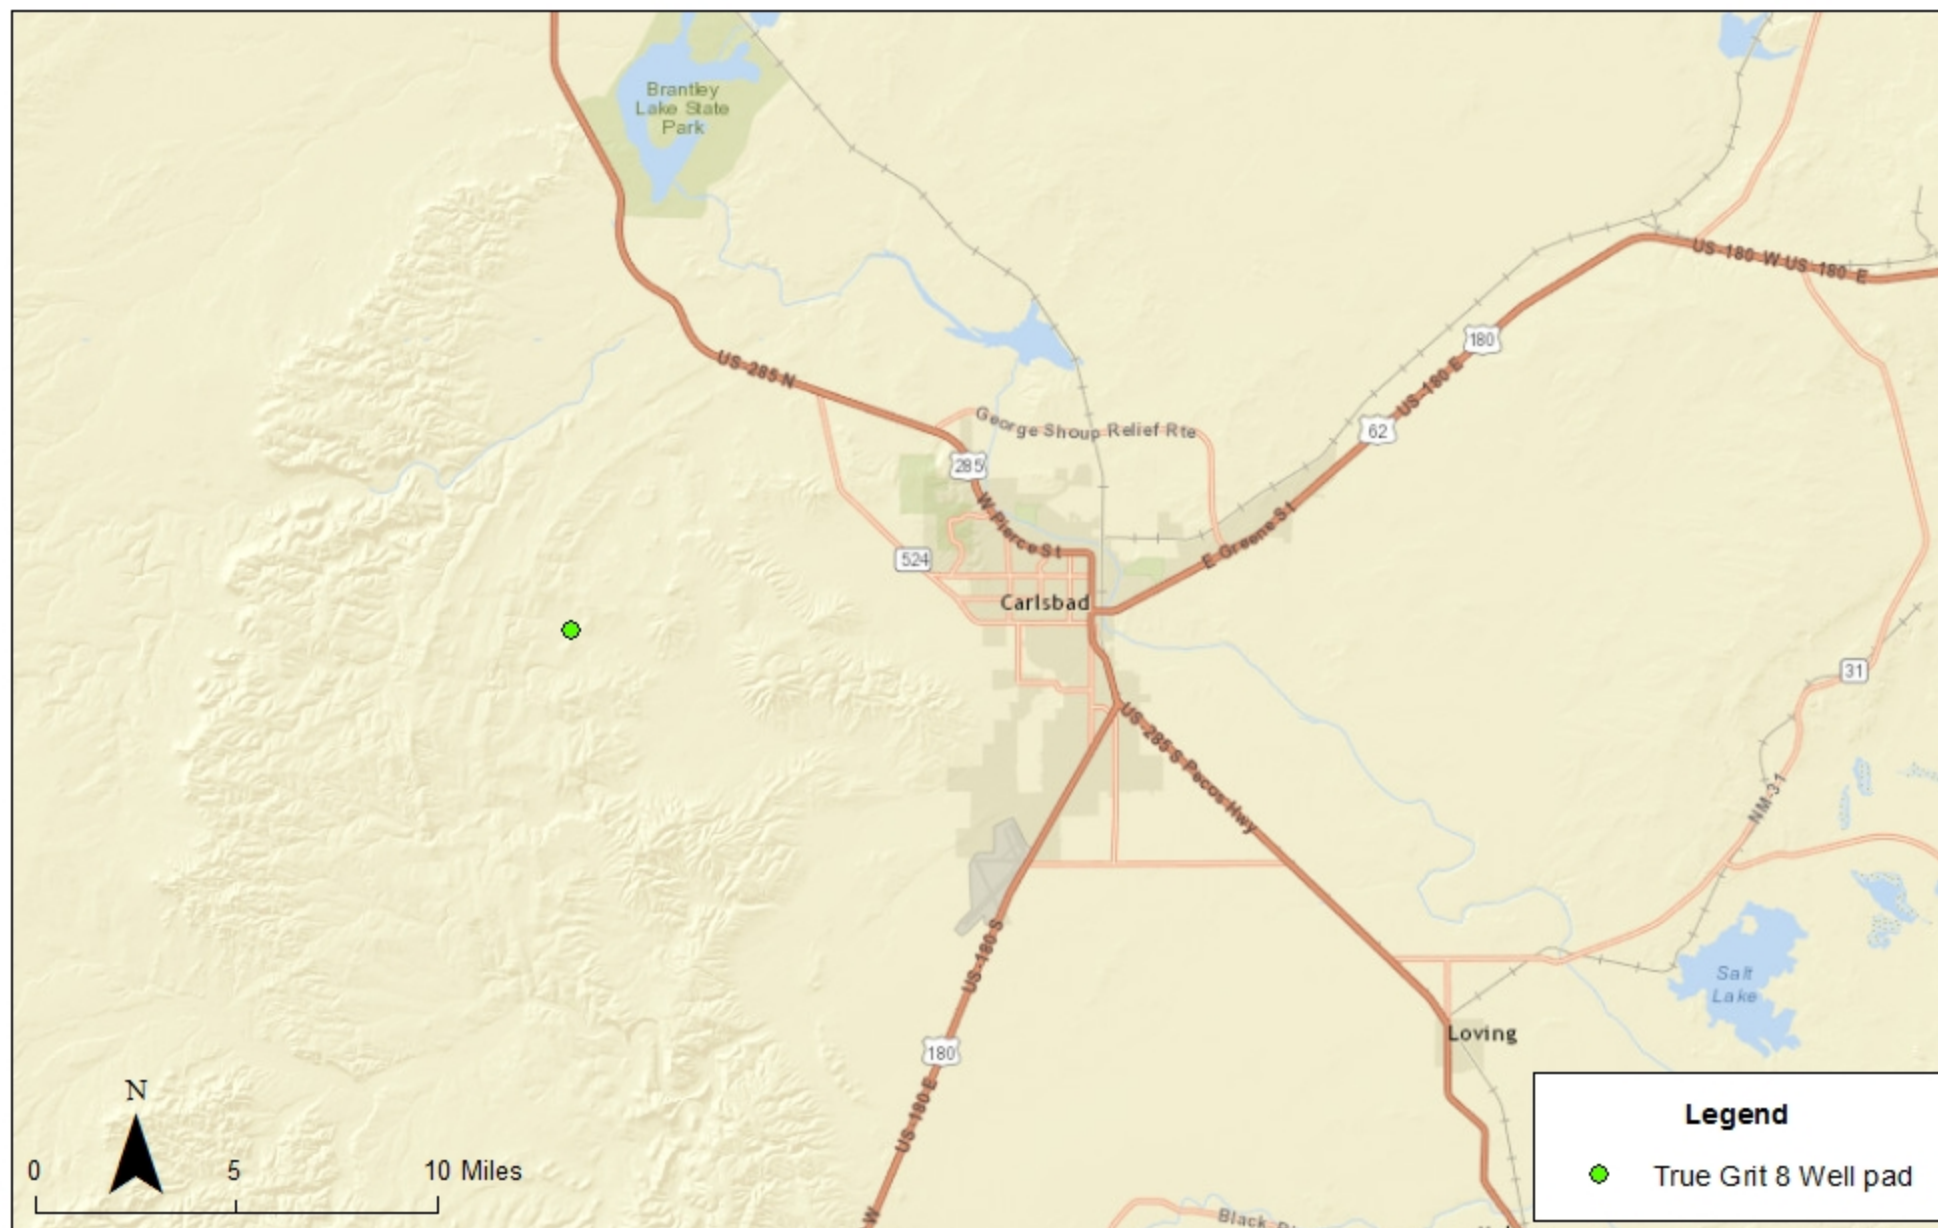 Brantley
Lake State
Park
US-180-W US-180-E
US-285 N
180
US-180 E
George Shoup Relief Rte
62
285
W Pierce St
E Greene St
524
Carlsbad
31
US-285 S Pecos Hwy
NM-31
US-180 S
Salt
Lake
Loving
180
US-180 E
N
0 5 10 Miles
Legend
True Grit 8 Well pad
W
Black